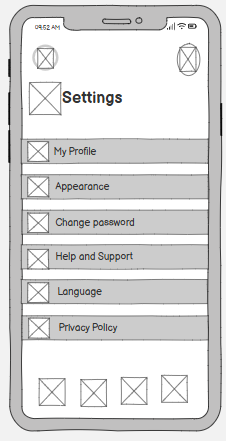 09:52 AM
Settings
My Profile
Appearance
Change password
Help and Support
Language
Privacy Policy